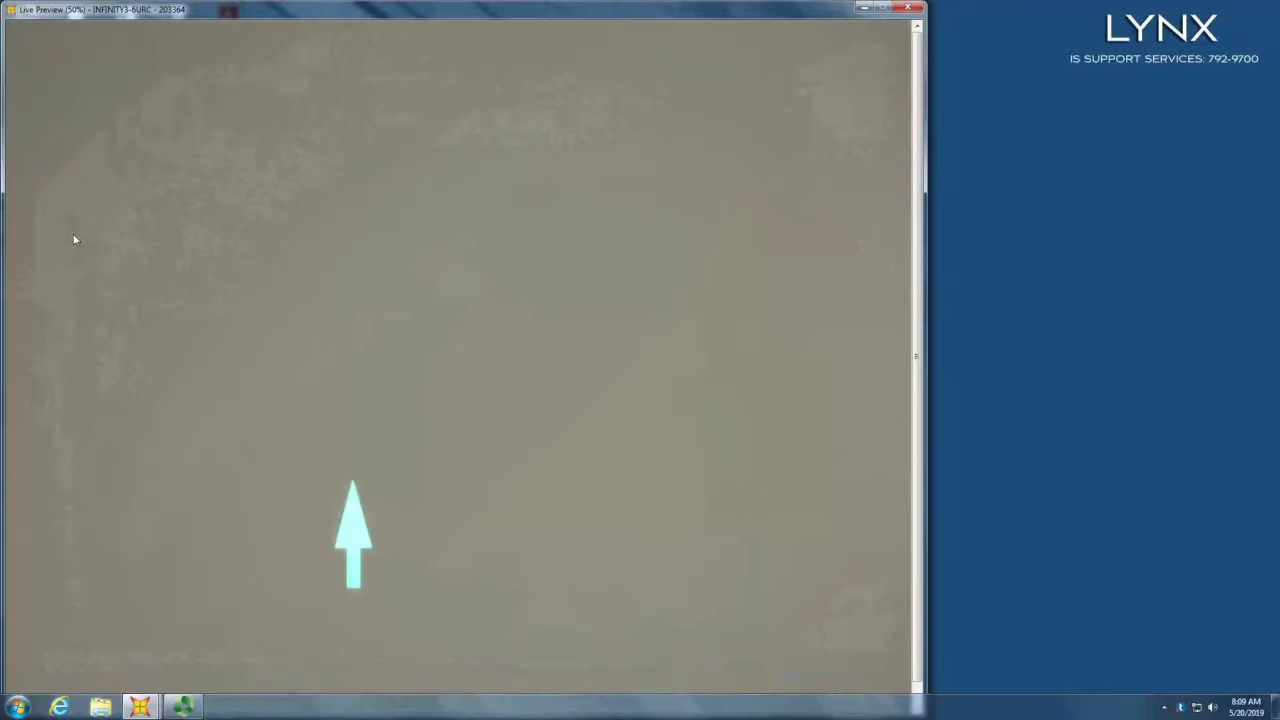 Live Preview (50%) - INFINITY3-6URC - 203364
LYNX
IS SUPPORT SERVICES: 792-9700
8:09 AM
5/20/2019